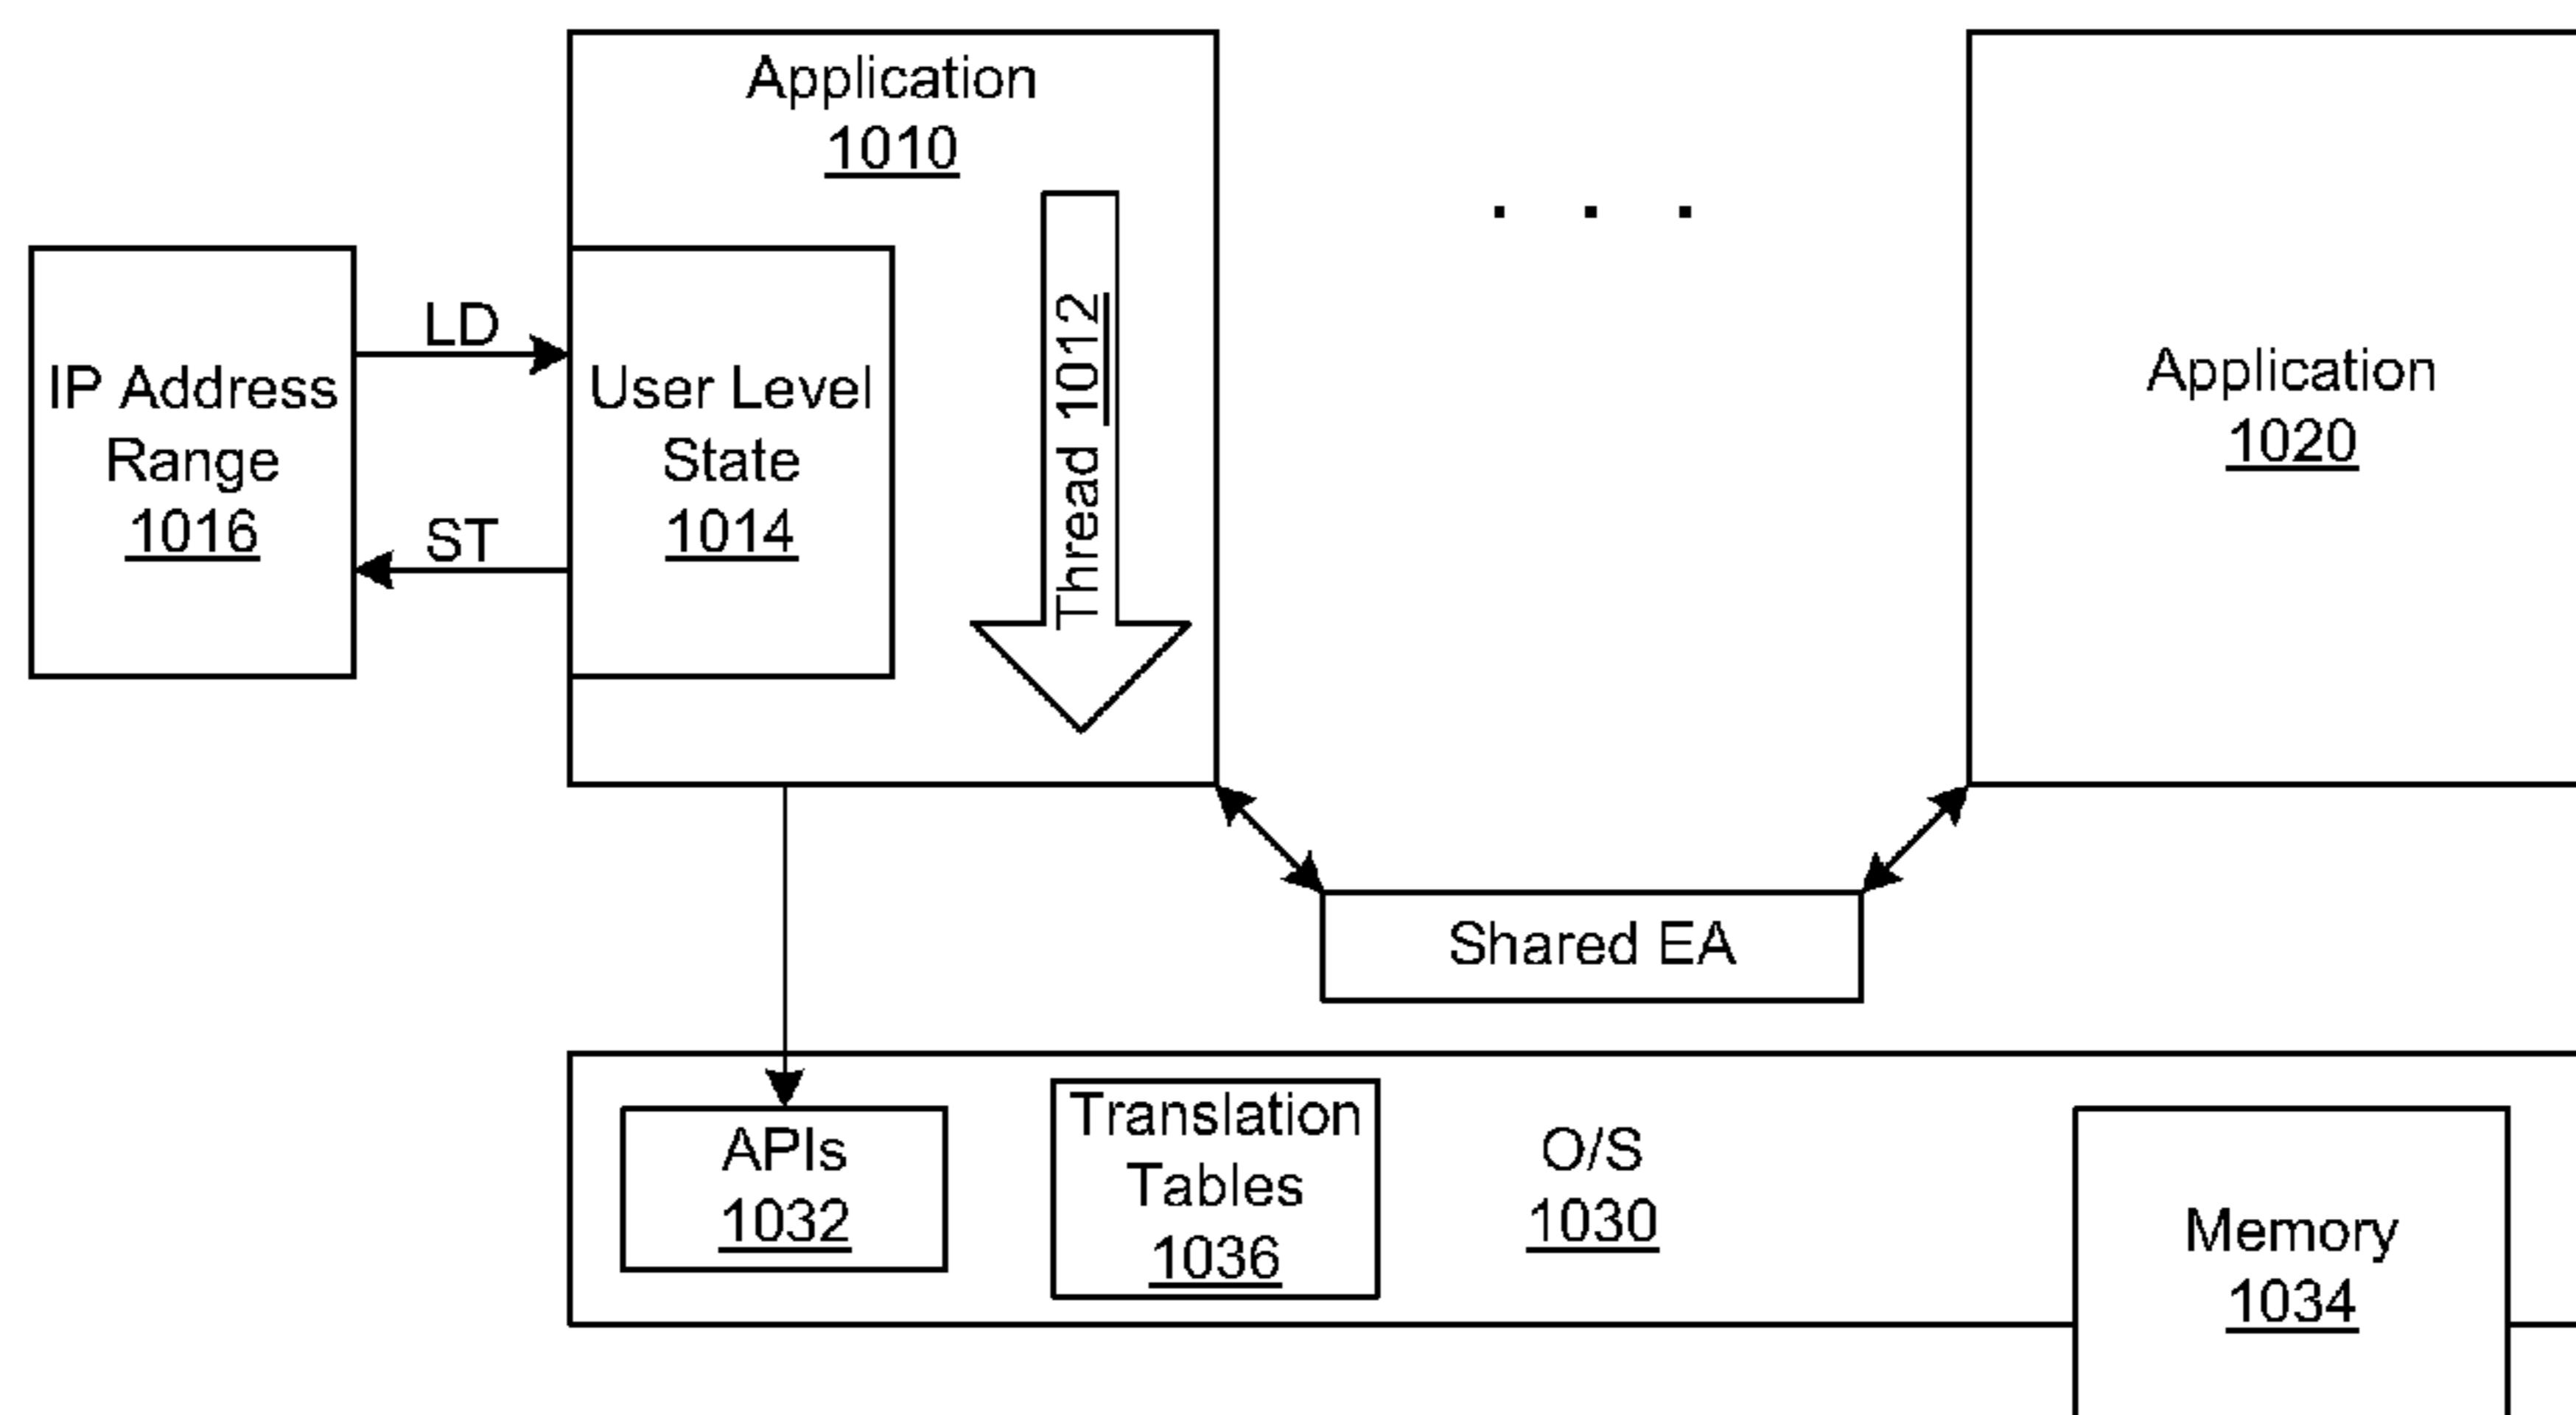 Application
1010
IP Address
Range
1016
LD
ST
User Level
State
1014
Thread 1012
. . .
Application
1020
Shared EA
APIs
1032
Translation
Tables
1036
O/S
1030
Memory
1034